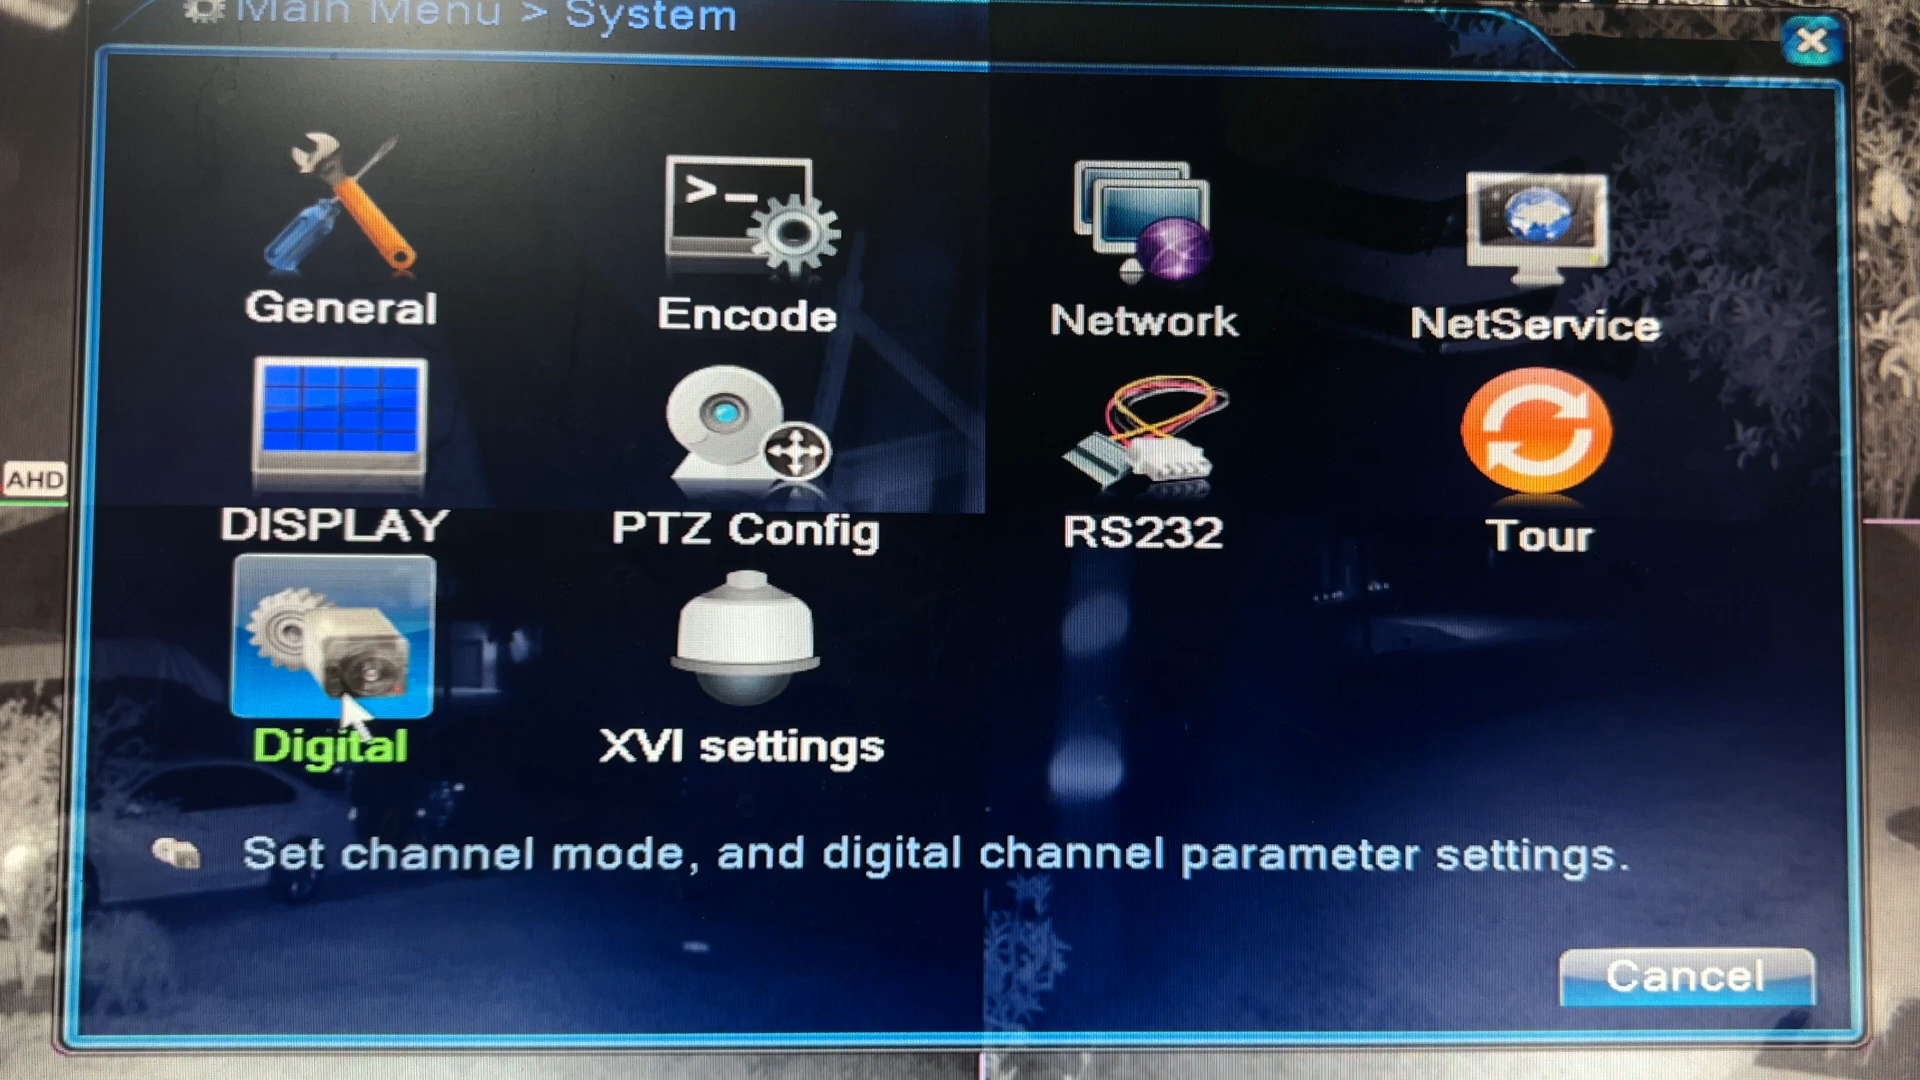 Main Menu > System
General
Encode
Network
NetService
AHD
DISPLAY
PTZ Config
RS232
Tour
Digital
XVI settings
Set channel mode, and digital channel parameter settings.
Cancel